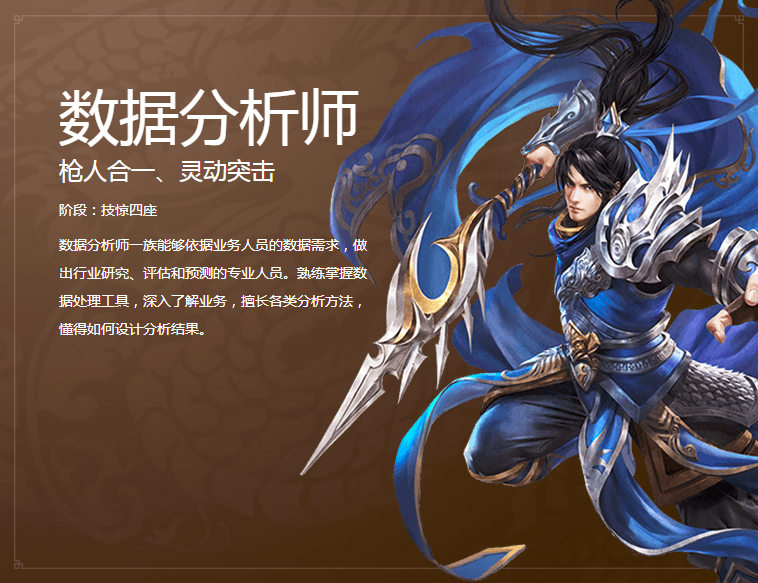 数据分析师
枪人合一、灵动突击
阶段：技惊四座
数据分析师一族能够依据业务人员的数据需求，做
出行业研究、评估和预测的专业人员。熟练掌握数
据处理工具，深入了解业务，擅长各类分析方法，
懂得如何设计分析结果。